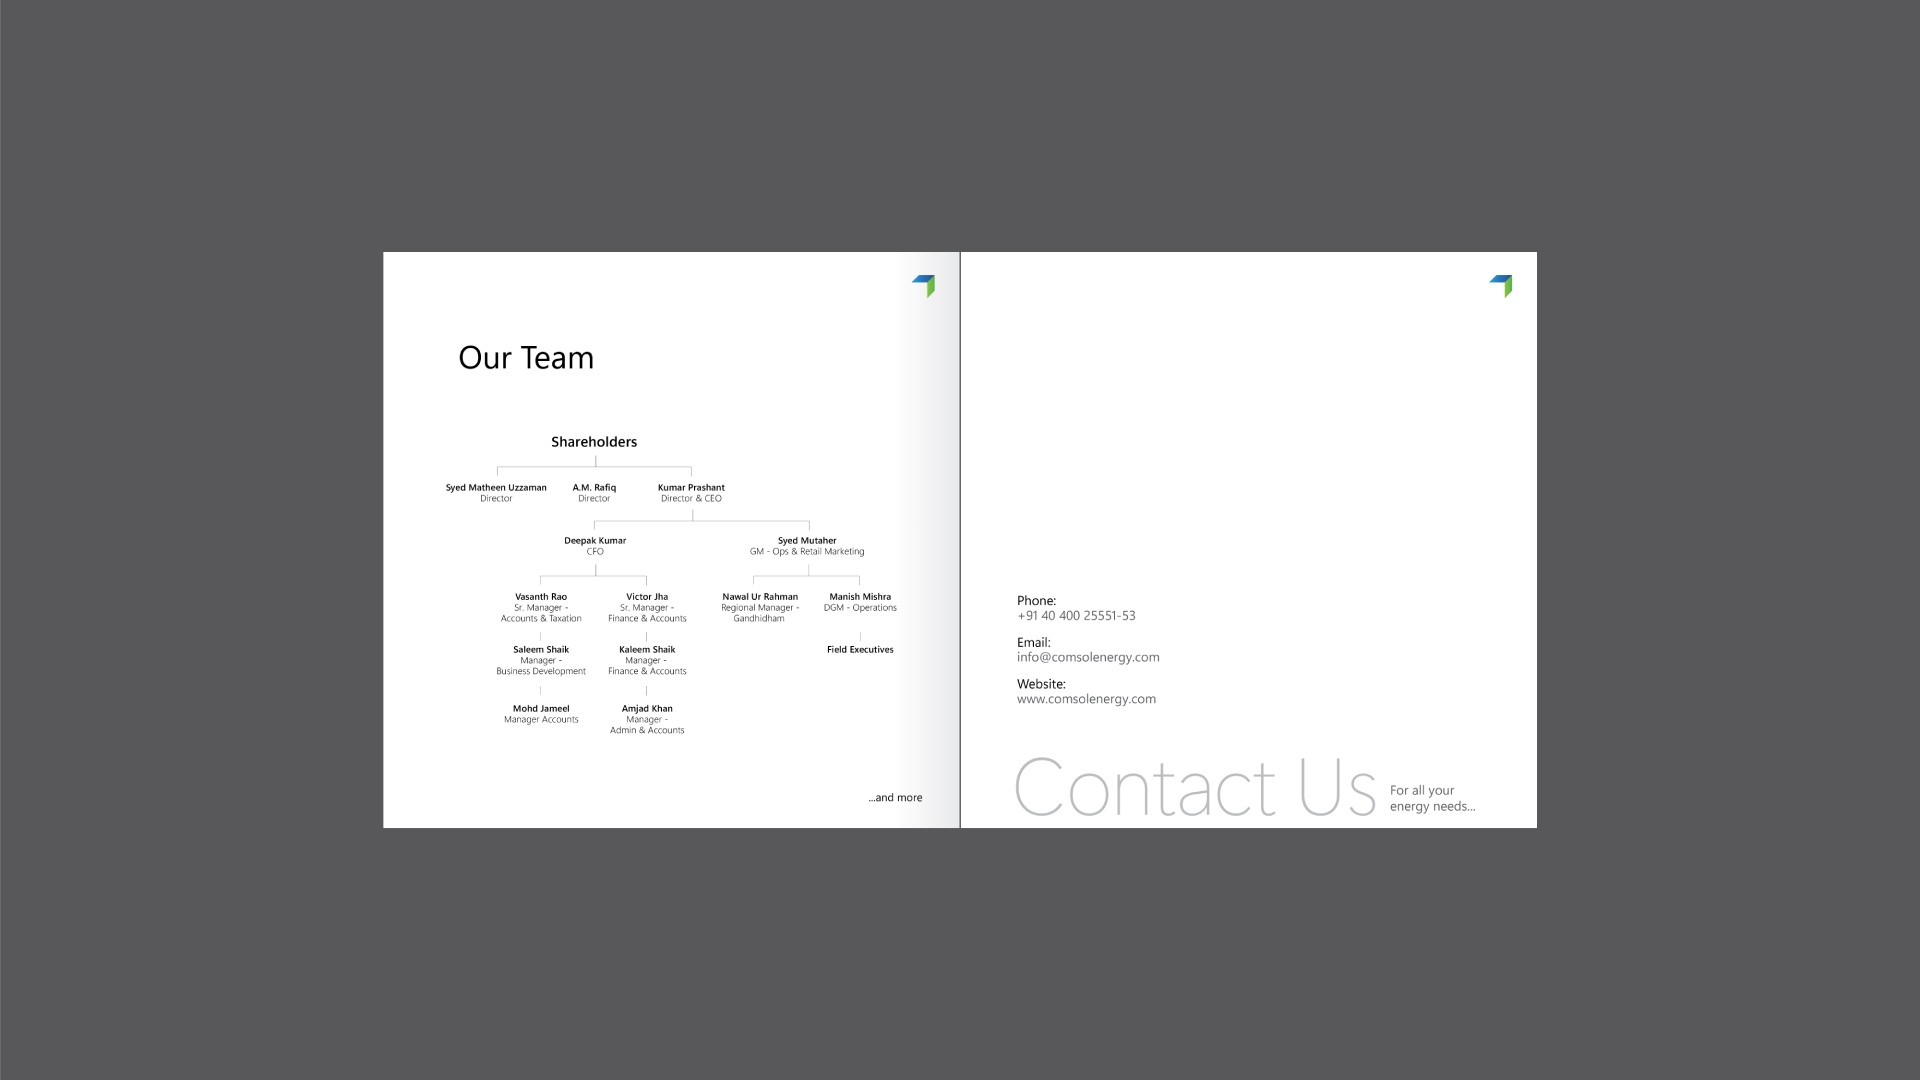 Our Team
Shareholders
Syed Matheen Uzzaman
Director
A.M. Rafiq
Director
Kumar Prashant
Director & CEO
Deepak Kumar
CFO
Syed Mutaher
GM - Ops & Retail Marketing
Vasanth Rao
Sr. Manager -
Accounts & Taxation
Victor Jha
Sr. Manager -
Finance & Accounts
Nawal Ur Rahman
Regional Manager -
Gandhidham
Manish Mishra
DGM - Operations
Saleem Shaik
Manager -
Business Development
Kaleem Shaik
Manager -
Finance & Accounts
Field Executives
Mohd Jameel
Manager Accounts
Amjad Khan
Manager -
Admin & Accounts
...and more
Phone:
+91 40 400 25551-53
Email:
info@comsolenergy.com
Website:
www.comsolenergy.com
Contact Us
For all your
energy needs...